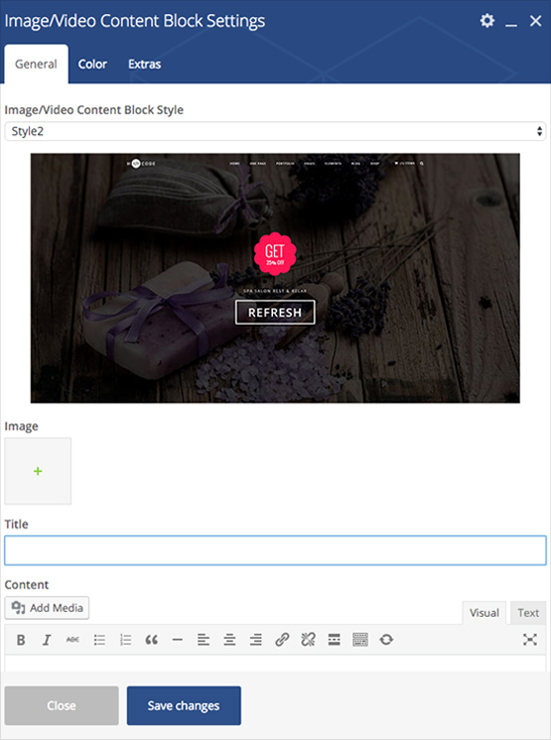 Image/Video Content Block Settings
General Color Extras
Image/Video Content Block Style
Style2
H CODE
HOME ONE PAGE PORTFOLIO PAGES ELEMENTS BLOG SHOP
GET
25% OFF
SPA SALON REST & RELAX
REFRESH
Image
+
Title
Content
Add Media
Visual Text
B I ABC
Close Save changes